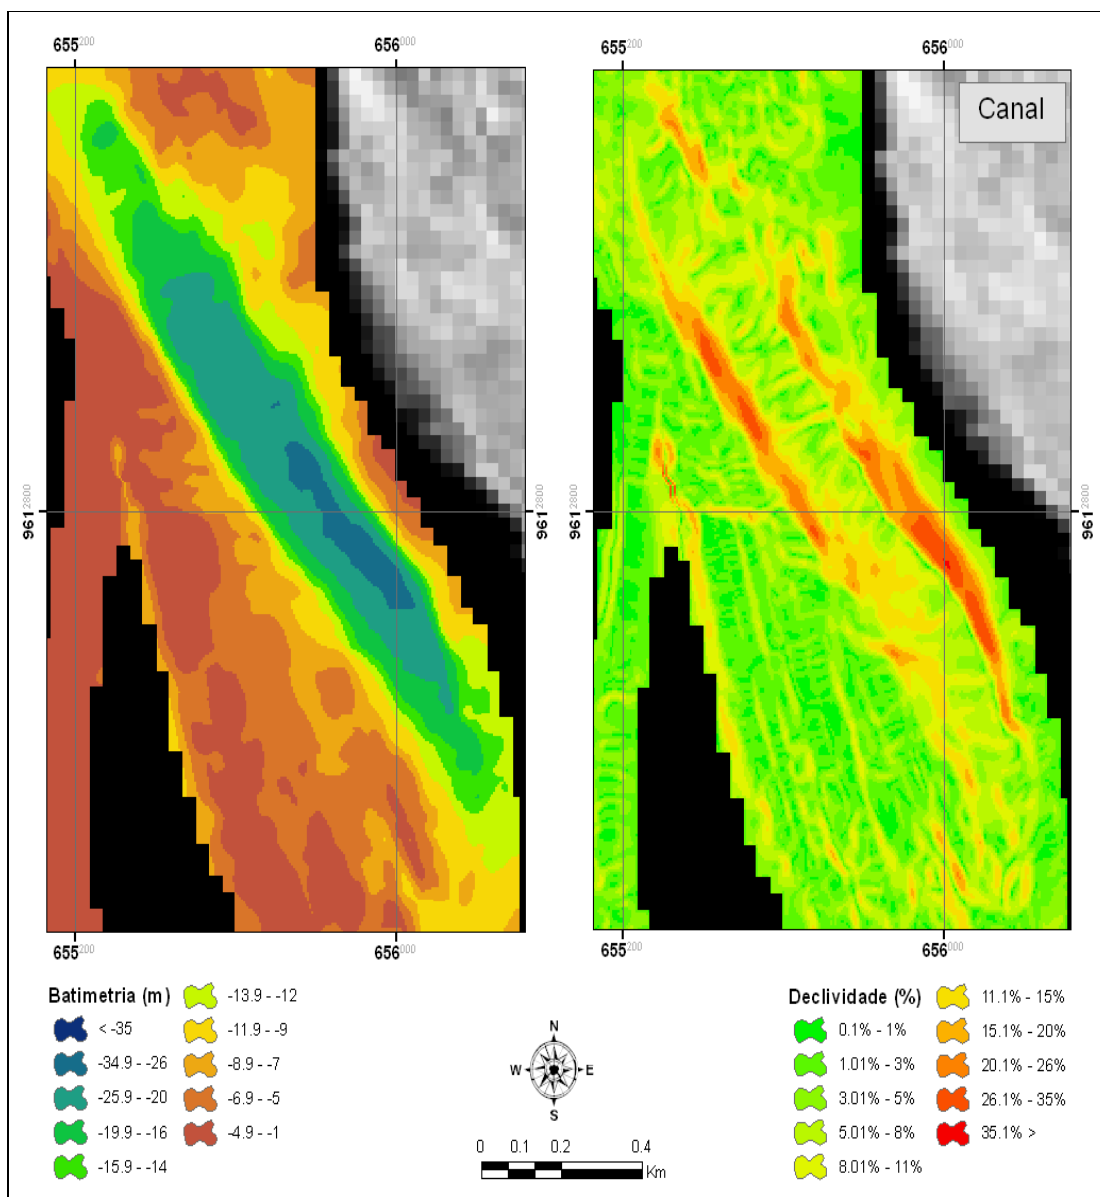 655200 656000 655200 656000
Canal
9612800 9612800 9612800 9612800
655200 656000 655200 656000
Batimetria (m)
< -35
-34.9 - -26
-25.9 - -20
-19.9 - -16
-15.9 - -14
-13.9 - -12
-11.9 - -9
-8.9 - -7
-6.9 - -5
-4.9 - -1
N
W E
S
0 0.1 0.2 0.4
Km
Declividade (%)
0.1% - 1%
1.01% - 3%
3.01% - 5%
5.01% - 8%
8.01% - 11%
11.1% - 15%
15.1% - 20%
20.1% - 26%
26.1% - 35%
35.1% >